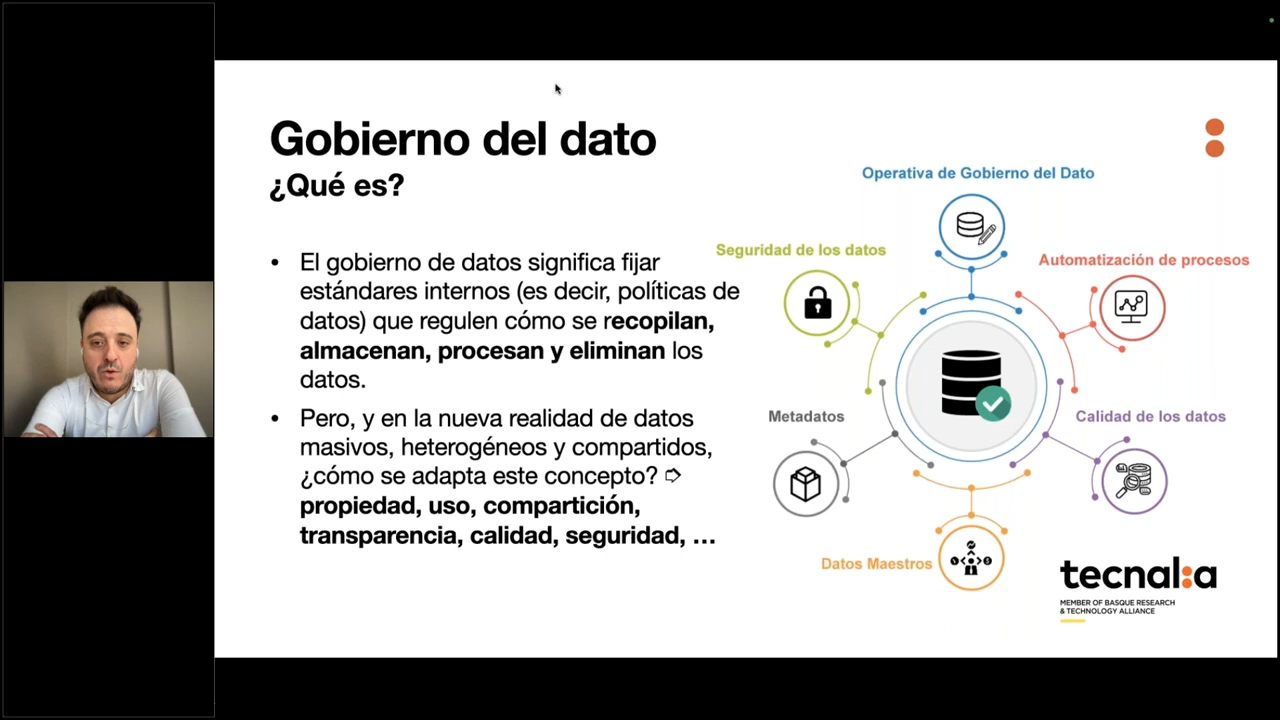 Gobierno del dato
¿Qué es?
• El gobierno de datos significa fijar
estándares internos (es decir, políticas de
datos) que regulen cómo se recopilan,
almacenan, procesan y eliminan los
datos.
• Pero, y en la nueva realidad de datos
masivos, heterogéneos y compartidos,
¿cómo se adapta este concepto? ➩
propiedad, uso, compartición,
transparencia, calidad, seguridad, ...
Operativa de Gobierno del Dato
Seguridad de los datos
Automatización de procesos
Metadatos
Calidad de los datos
Datos Maestros
tecnal:a
MEMBER OF BASQUE RESEARCH
& TECHNOLOGY ALLIANCE